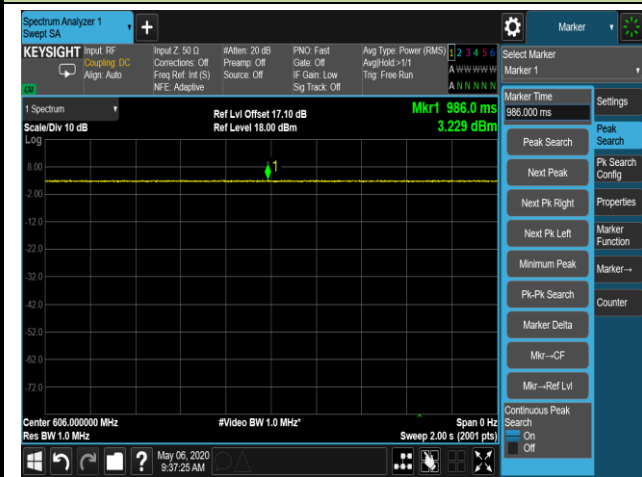 Spectrum Analyzer 1
Swept SA
Marker
KEYSIGHT
Input: RF
Coupling: DC
Align: Auto
Input Z: 50 Ω
Corrections: Off
Freq Ref: Int (S)
NFE: Adaptive
#Atten: 20 dB
Preamp: Off
Source: Off
PNO: Fast
Gate: Off
IF Gain: Low
Sig Track: Off
Avg Type: Power (RMS)
Avg|Hold:>1/1
Trig: Free Run
1 2 3 4 5 6
A W W W W W
A N N N N N
Select Marker
Marker 1
1 Spectrum
Ref Lvl Offset 17.10 dB
Mkr1 986.0 ms
Scale/Div 10 dB
Ref Level 18.00 dBm
3.229 dBm
Log
1
8.00
-2.00
-12.0
-22.0
-32.0
-42.0
-52.0
-62.0
-72.0
Center 606.000000 MHz
#Video BW 1.0 MHz*
Span 0 Hz
Res BW 1.0 MHz
Sweep 2.00 s (2001 pts)
Marker Time
986.000 ms
Peak Search
Next Peak
Next Pk Right
Next Pk Left
Minimum Peak
Pk-Pk Search
Marker Delta
Mkr→CF
Mkr→Ref Lvl
Continuous Peak
Search
On
Off
Settings
Peak
Search
Pk Search
Config
Properties
Marker
Function
Marker→
Counter
?
May 06, 2020
9:37:25 AM